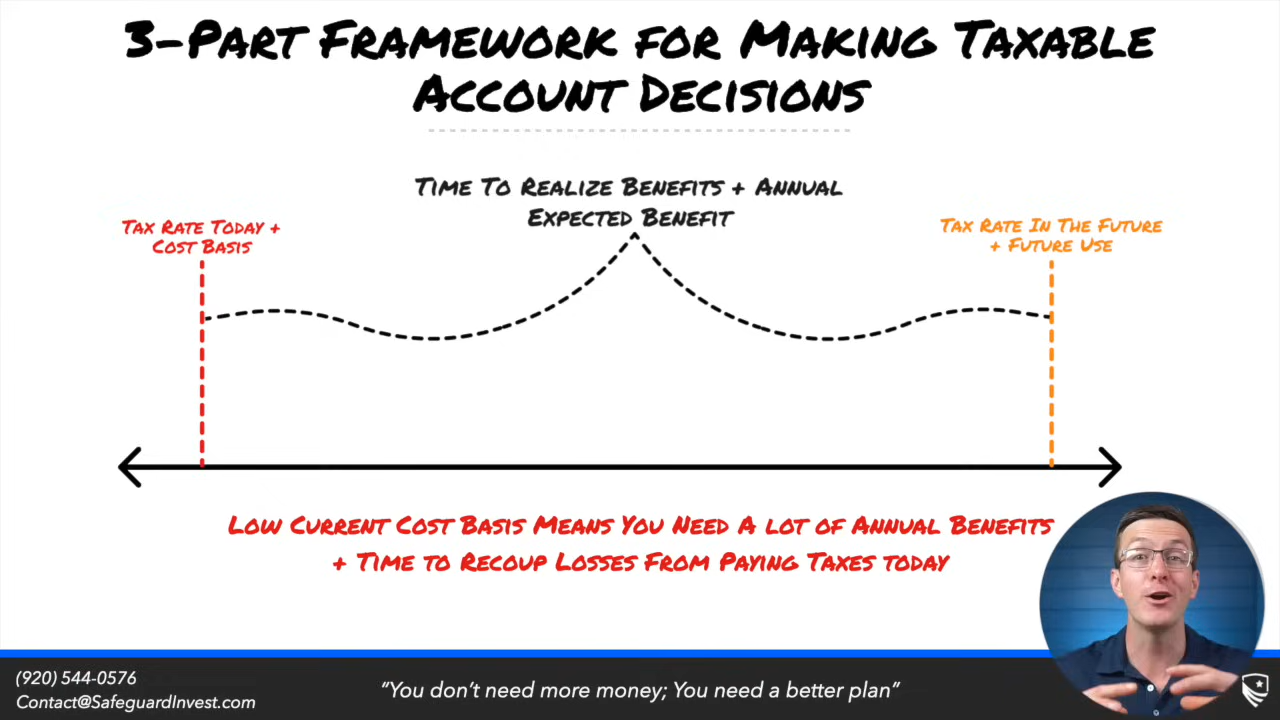 3-Part Framework for Making Taxable
Account Decisions
Time To Realize Benefits + Annual
Expected Benefit
Tax Rate Today +
Cost Basis
Tax Rate In The Future
+ Future Use
Low Current Cost Basis Means You Need A lot of Annual Benefits
+ Time to Recoup Losses From Paying Taxes today
(920) 544-0576
Contact@SafeguardInvest.com
"You don't need more money; You need a better plan"